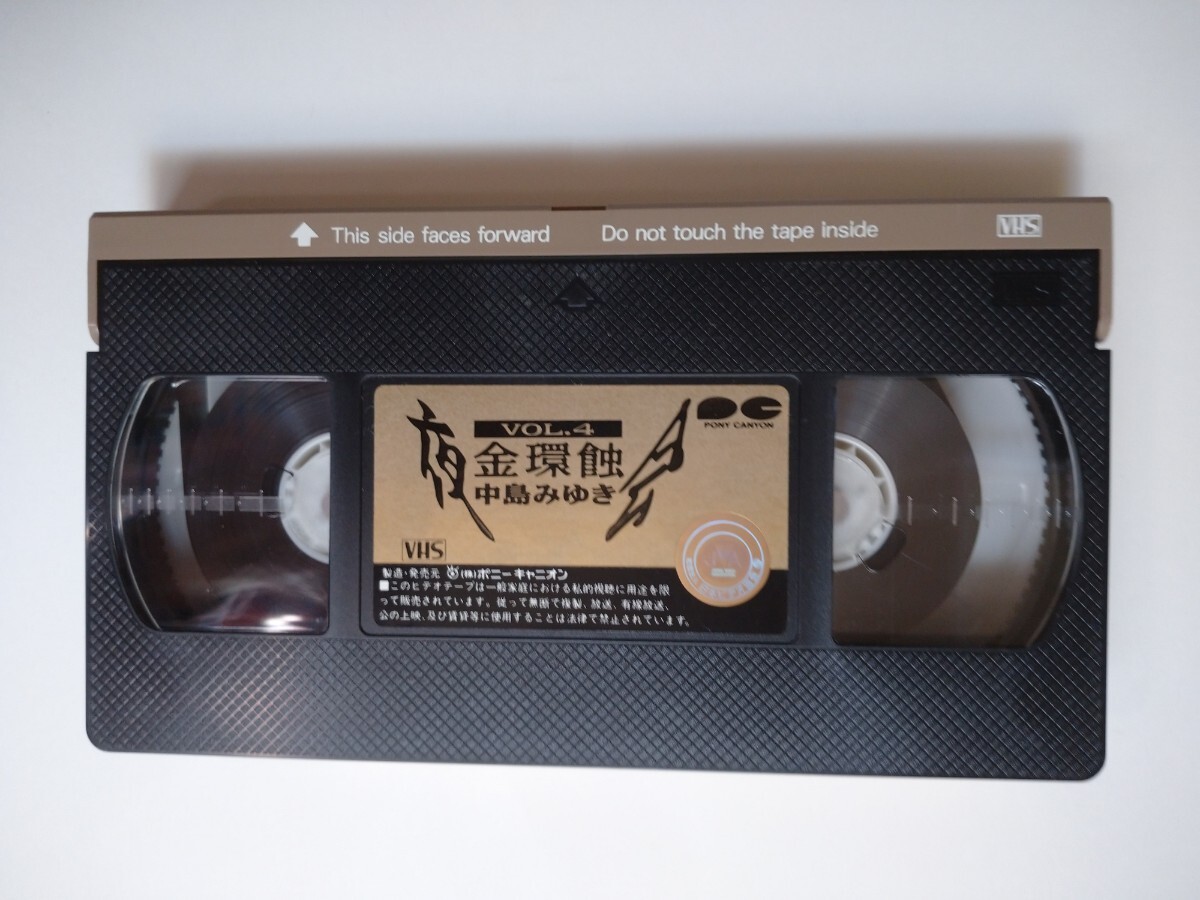 This side faces forward Do not touch the tape inside VHS
夜会
VOL.4
金環蝕
中島みゆき
PC
PONY CANYON
VHS
製造・発売元 (株)ポニーキャニオン
■このビデオテープは一般家庭における私的視聴に用途を限
って販売されています。従って無断で複製、放送、有線放送、
公の上映、及び賃貸等に使用することは法律で禁止されています。